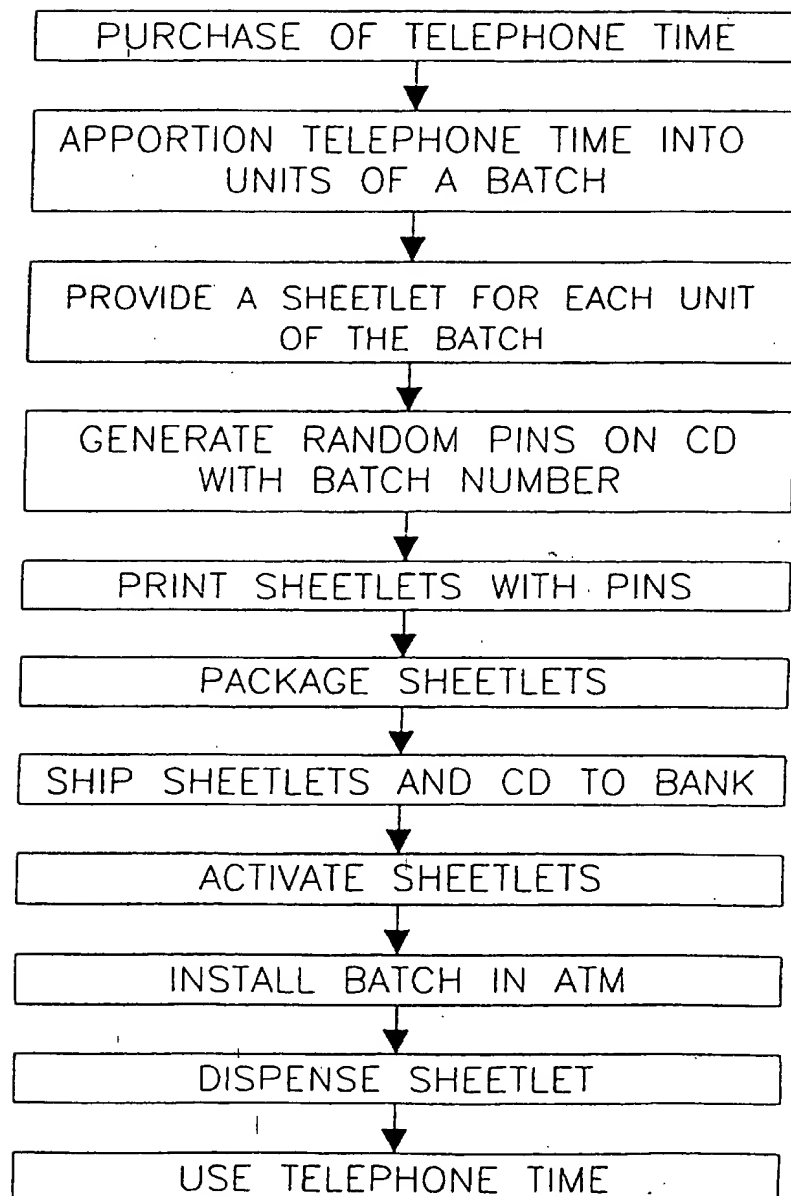 PURCHASE OF TELEPHONE TIME
APPORTION TELEPHONE TIME INTO
UNITS OF A BATCH
PROVIDE A SHEETLET FOR EACH UNIT
OF THE BATCH
GENERATE RANDOM PINS ON CD
WITH BATCH NUMBER
PRINT SHEETLETS WITH PINS
PACKAGE SHEETLETS
SHIP SHEETLETS AND CD TO BANK
ACTIVATE SHEETLETS
INSTALL BATCH IN ATM
DISPENSE SHEETLET
USE TELEPHONE TIME